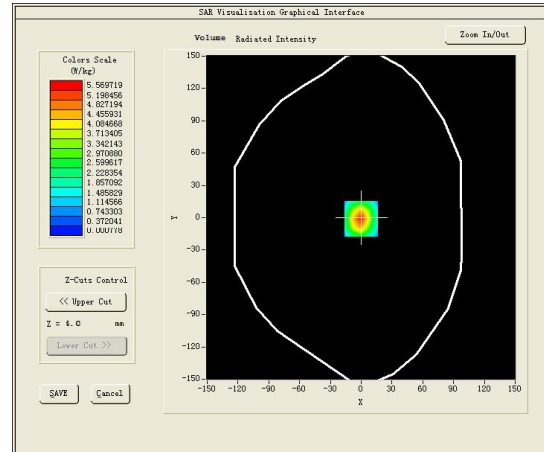 SAR Visualisation Graphical Interface
Volume Radiated Intensity
Zoom In/Out
Colors Scale
(W/kg)
5.569719
5.198456
4.827194
4.455931
4.084668
3.713405
3.342143
2.970880
2.599617
2.228354
1.857092
1.485829
1.114566
0.743303
0.372041
0.000778
Z-Cuts Control
<< Upper Cut
Z = 4.0 mm
Lower Cut >>
SAVE Cancel
150
120
90
60
30
Y 0
-30
-60
-90
-120
-150
-150 -120 -90 -60 -30 0 30 60 90 120 150
X